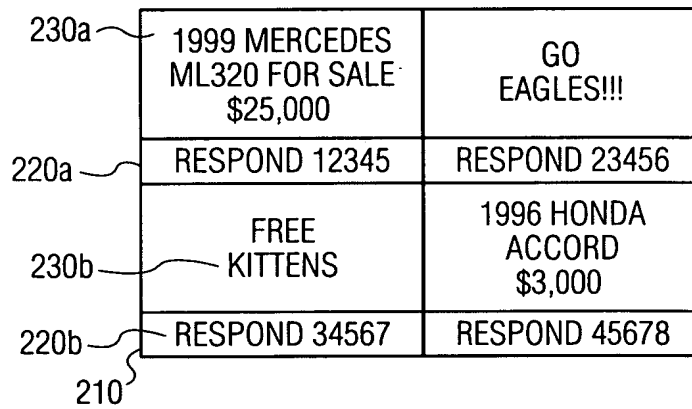 230a
1999 MERCEDES
ML320 FOR SALE
$25,000
GO
EAGLES!!!
220a
RESPOND 12345
RESPOND 23456
230b
FREE
KITTENS
1996 HONDA
ACCORD
$3,000
220b
RESPOND 34567
RESPOND 45678
210